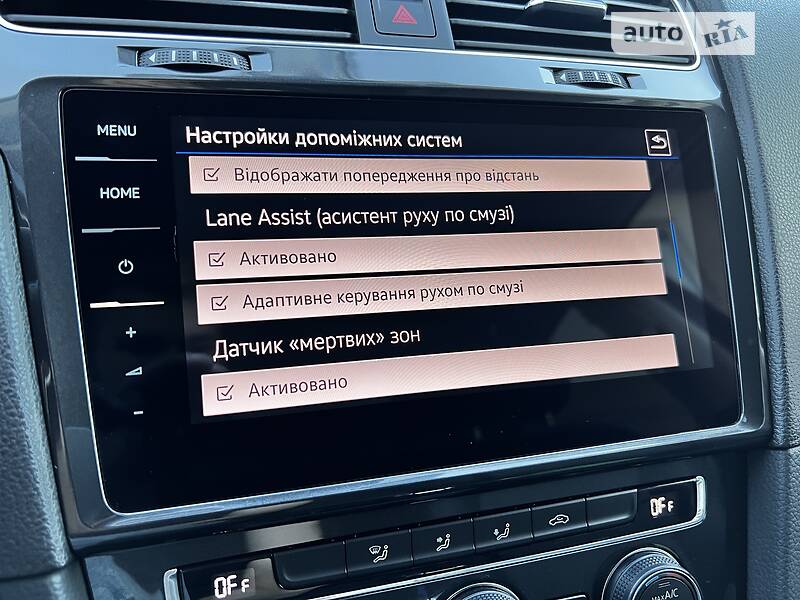 auto RIA
MENU
Настройки допоміжних систем
Відображати попередження про відстань
HOME
Lane Assist (асистент руху по смузі)
Активовано
Адаптивне керування рухом по смузі
+
Датчик «мертвих» зон
Активовано
-
OFF
OFF
MAX A/C